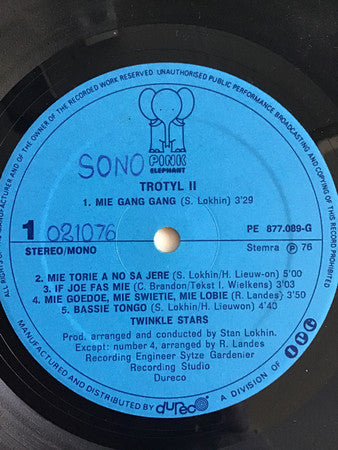 ALL RIGHTS OF THE MANUFACTURER AND OF THE OWNER OF THE RECORDED WORK RESERVED. UNAUTHORISED PUBLIC PERFORMANCE, BROADCASTING AND COPYING OF THIS RECORD PROHIBITED
SONO
PINK
ELEPHANT
TROTYL II
1. MIE GANG GANG (S. Lokhin) 3'29
1
021076
PE 877.089-G
STEREO/MONO
Stemra Ⓟ 76
2. MIE TORIE A NO SA JERE (S. Lokhin/H. Lieuw-on) 5'00
3. IF JOE FAS MIE (C. Brandon/Tekst I. Wielkens) 3'03
4. MIE GOEDOE, MIE SWIETIE, MIE LOBIE (R. Landes) 3'50
5. BASSIE TONGO (S. Lokhin/H. Lieuwon) 4'40
TWINKLE STARS
Prod. arranged and conducted by Stan Lokhin.
Except: number 4, arranged by R. Landes
Recording Engineer Sytze Gardenier
Recording Studio
Dureco
MANUFACTURED AND DISTRIBUTED BY dureco A DIVISION OF